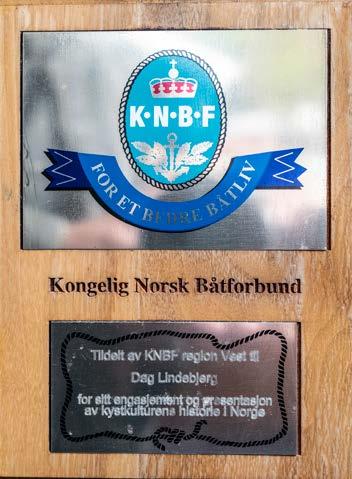 K·N·B·F
FOR ET BEDRE BÅTLIV
Kongelig Norsk Båtforbund
Tildelt av KNBF region Vest til
Dag Lindebjerg
for sitt engasjement og presentasjon
av kystkulturens historie i Norge